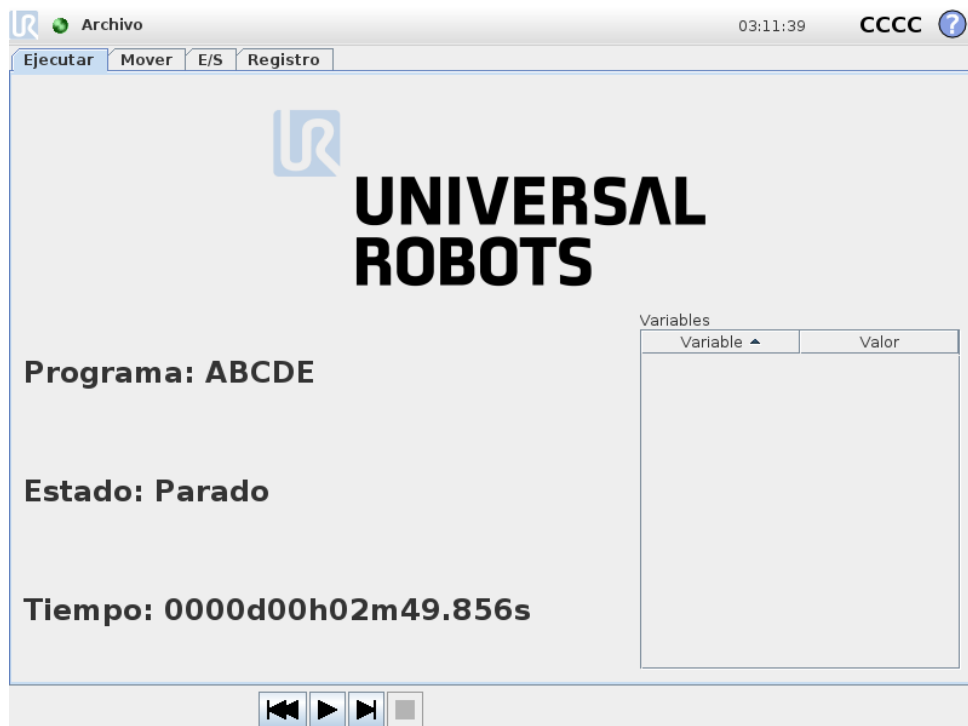 Archivo 03:11:39 CCCC ?
Ejecutar Mover E/S Registro
UR
UNIVERSAL
ROBOTS
Variables
Variable Valor
Programa: ABCDE
Estado: Parado
Tiempo: 0000d00h02m49.856s